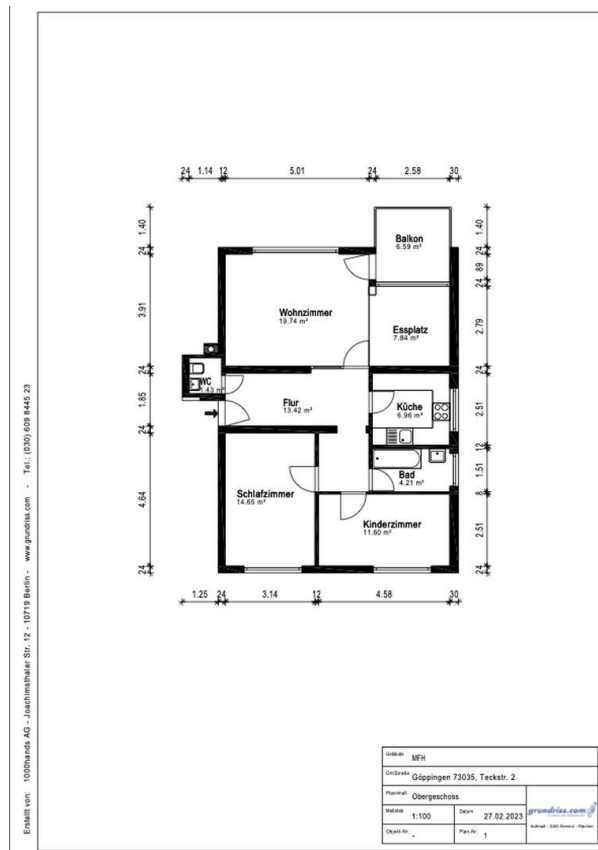 24 1.14 12 5.01 24 2.58 30
1.40
24
3.91
24
1.85
24
4.64
24
1.40
24
89
24
2.79
24
2.51
12
1.51
8
2.51
24
Balkon
6.59 m²
Wohnzimmer
19.74 m²
Essplatz
7.84 m²
WC
1.43 m²
Flur
13.42 m²
Küche
6.96 m²
Bad
4.21 m²
Schlafzimmer
14.65 m²
Kinderzimmer
11.60 m²
1.25 24 3.14 12 4.58 30
Erstellt von: 1000hands AG - Joachimsthaler Str. 12 - 10719 Berlin - www.grundriss.com - Tel.: (030) 609 8445 23
Gebäude MFH
Ort/Straße Göppingen 73035, Teckstr. 2
Planinhalt Obergeschoss
Maßstab 1:100 Datum 27.02.2023
Objekt-Nr. - Plan-Nr. 1
grundriss.com
Aufmaß - CAD-Service - Flächen